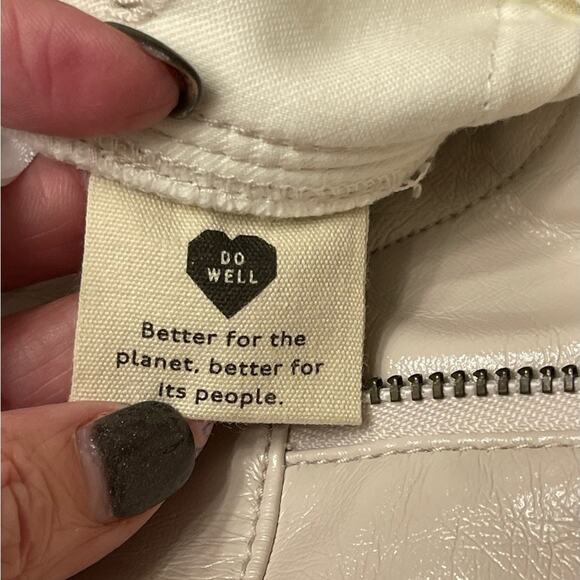 DO
WELL
Better for the
planet, better for
its people.